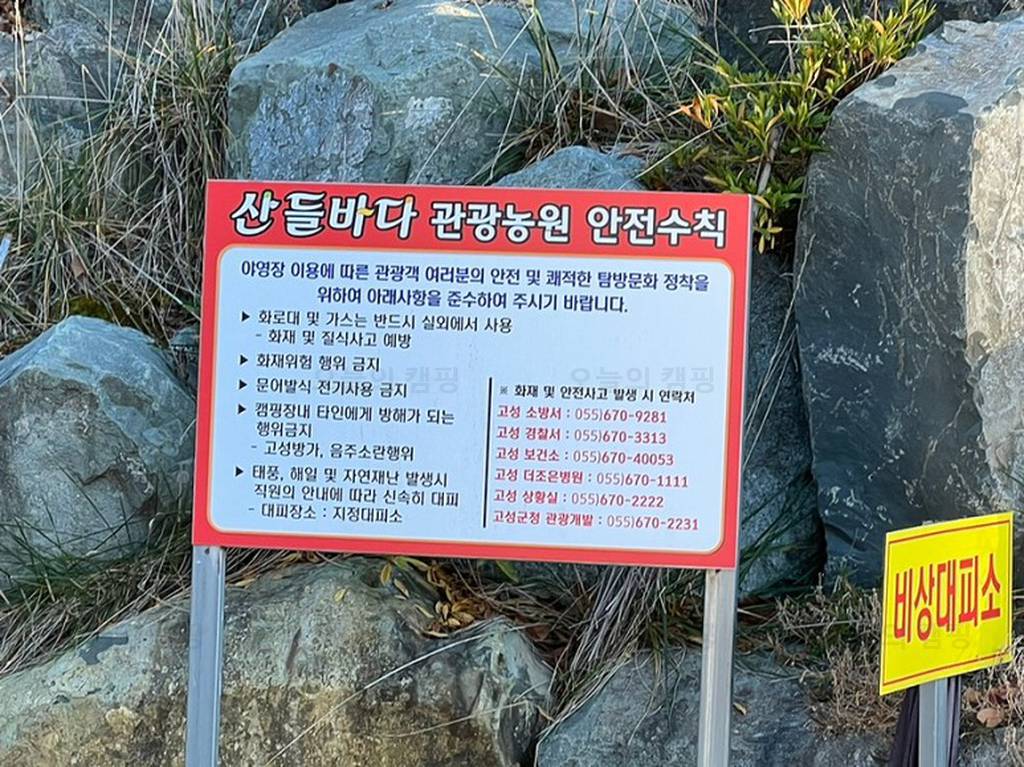 산들바다 관광농원 안전수칙
야영장 이용에 따른 관광객 여러분의 안전 및 쾌적한 탐방문화 정착을
위하여 아래사항을 준수하여 주시기 바랍니다.
▶ 화로대 및 가스는 반드시 실외에서 사용
- 화재 및 질식사고 예방
▶ 화재위험 행위 금지
▶ 문어발식 전기사용 금지
▶ 캠핑장내 타인에게 방해가 되는
행위금지
- 고성방가, 음주소란행위
▶ 태풍, 해일 및 자연재난 발생시
직원의 안내에 따라 신속히 대피
- 대피장소 : 지정대피소
※ 화재 및 안전사고 발생 시 연락처
고성 소방서 : 055)670-9281
고성 경찰서 : 055)670-3313
고성 보건소 : 055)670-40053
고성 더조은병원 : 055)670-1111
고성 상황실 : 055)670-2222
고성군청 관광개발 : 055)670-2231
비상대피소
오늘의 캠핑